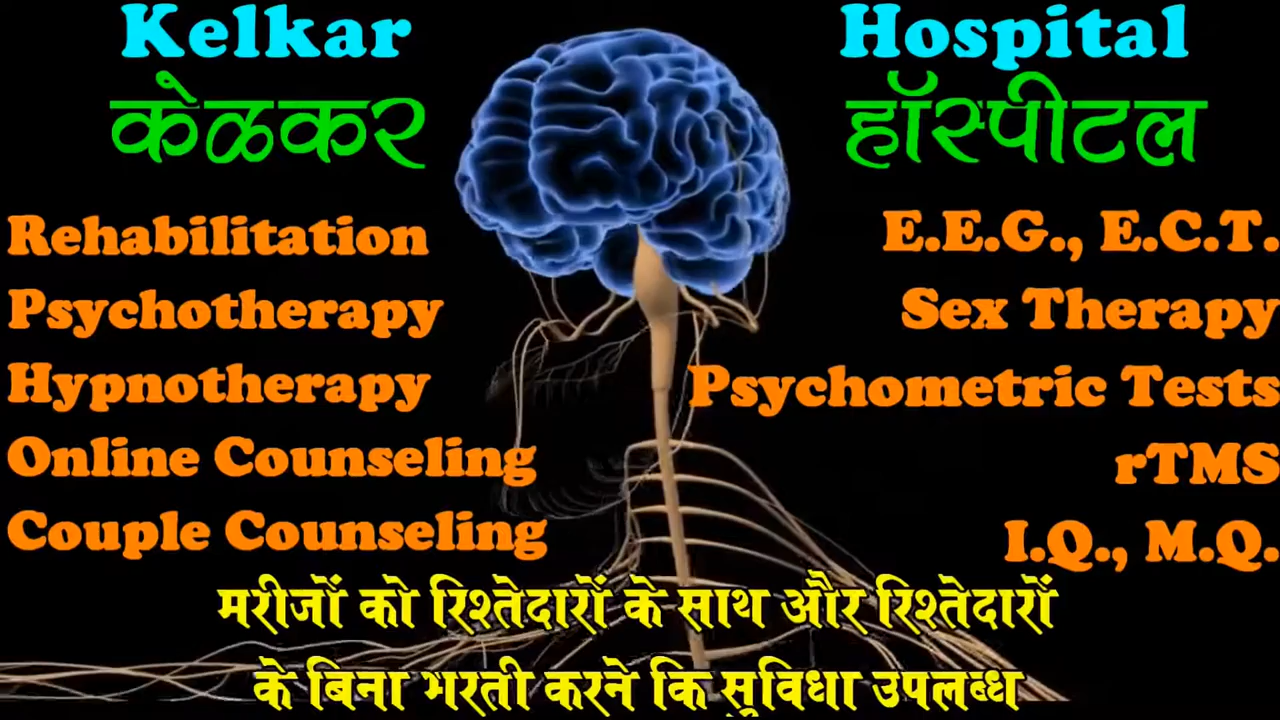 Kelkar Hospital
केळकर हॉस्पीटल
Rehabilitation
Psychotherapy
Hypnotherapy
Online Counseling
Couple Counseling
E.E.G., E.C.T.
Sex Therapy
Psychometric Tests
rTMS
I.Q., M.Q.
मरीजों को रिश्तेदारों के साथ और रिश्तेदारों
के बिना भरती करने कि सुविधा उपलब्ध